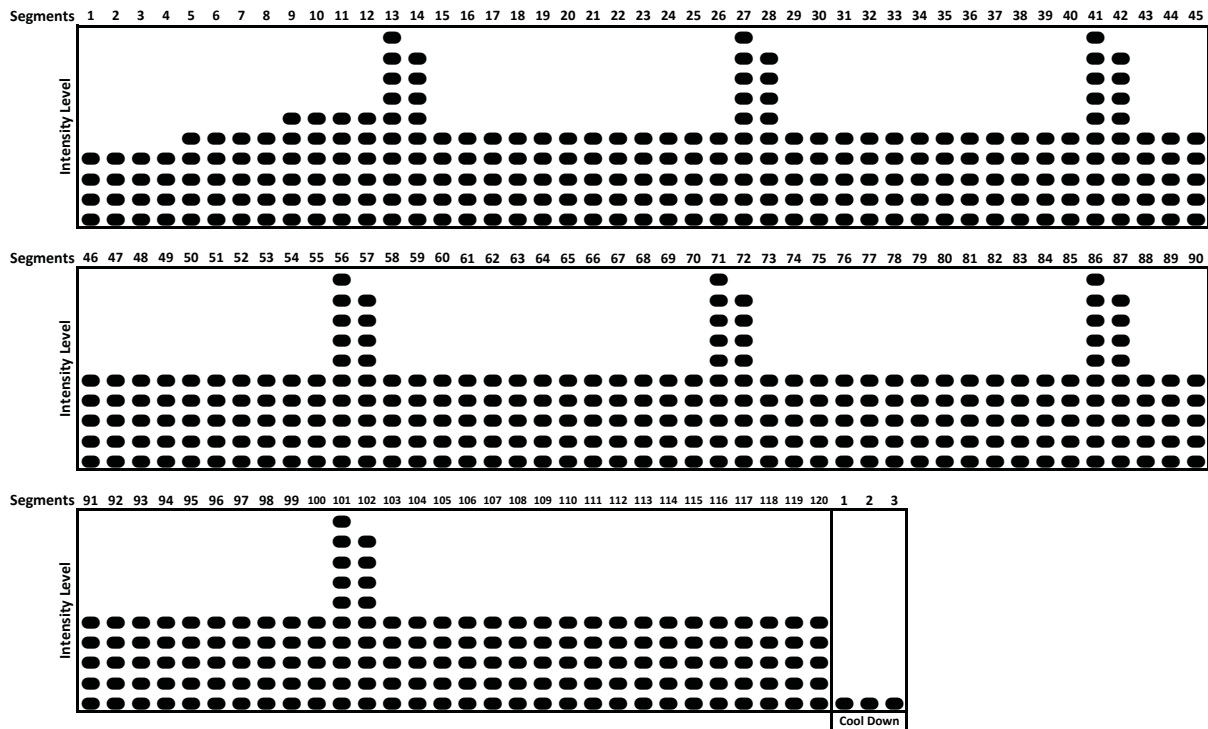 Segments 1 2 3 4 5 6 7 8 9 10 11 12 13 14 15 16 17 18 19 20 21 22 23 24 25 26 27 28 29 30 31 32 33 34 35 36 37 38 39 40 41 42 43 44 45
Intensity Level
Segments 46 47 48 49 50 51 52 53 54 55 56 57 58 59 60 61 62 63 64 65 66 67 68 69 70 71 72 73 74 75 76 77 78 79 80 81 82 83 84 85 86 87 88 89 90
Intensity Level
Segments 91 92 93 94 95 96 97 98 99 100 101 102 103 104 105 106 107 108 109 110 111 112 113 114 115 116 117 118 119 120 1 2 3
Intensity Level
Cool Down